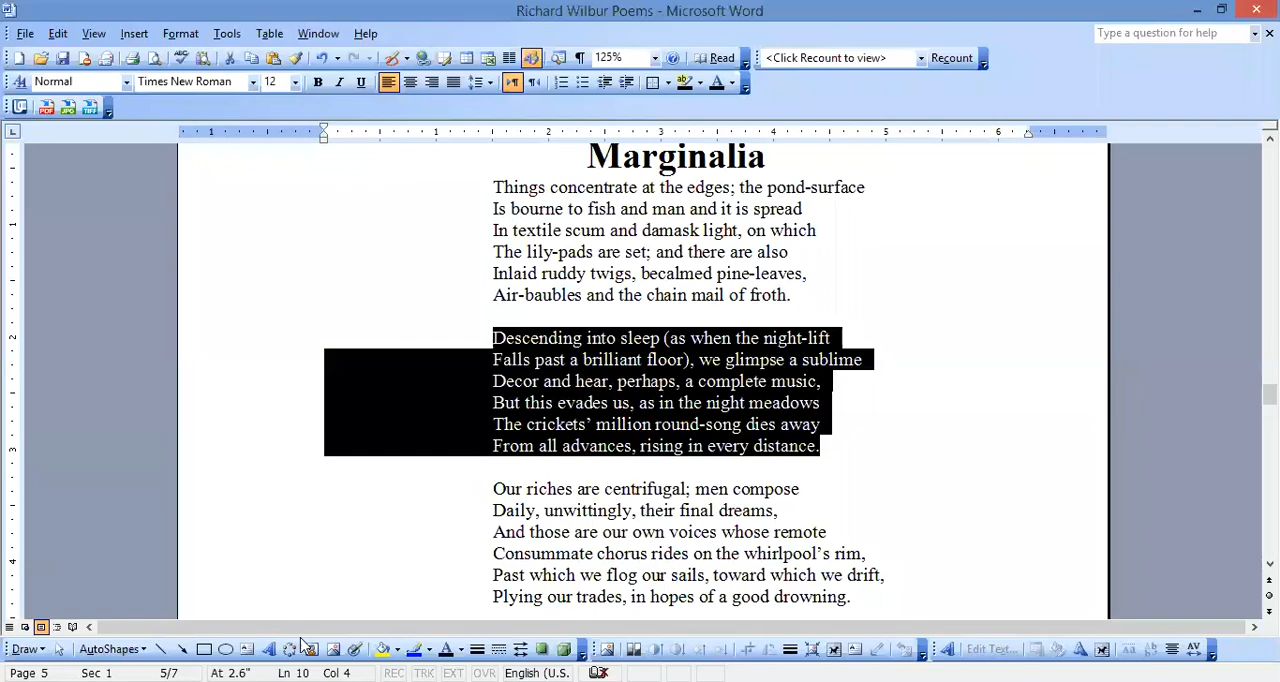 Richard Wilbur Poems - Microsoft Word
File Edit View Insert Format Tools Table Window Help
Type a question for help
125% Read <Click Recount to view> Recount
Normal Times New Roman 12 B I U
PDF JPG TIFF
1 1 2 3 4 5 6
Marginalia
Things concentrate at the edges; the pond-surface
Is bourne to fish and man and it is spread
In textile scum and damask light, on which
The lily-pads are set; and there are also
Inlaid ruddy twigs, becalmed pine-leaves,
Air-baubles and the chain mail of froth.
Descending into sleep (as when the night-lift
Falls past a brilliant floor), we glimpse a sublime
Decor and hear, perhaps, a complete music,
But this evades us, as in the night meadows
The crickets’ million round-song dies away
From all advances, rising in every distance.
Our riches are centrifugal; men compose
Daily, unwittingly, their final dreams,
And those are our own voices whose remote
Consummate chorus rides on the whirlpool’s rim,
Past which we flog our sails, toward which we drift,
Plying our trades, in hopes of a good drowning.
Draw AutoShapes Edit Text...
Page 5 Sec 1 5/7 At 2.6" Ln 10 Col 4 REC TRK EXT OVR English (U.S.